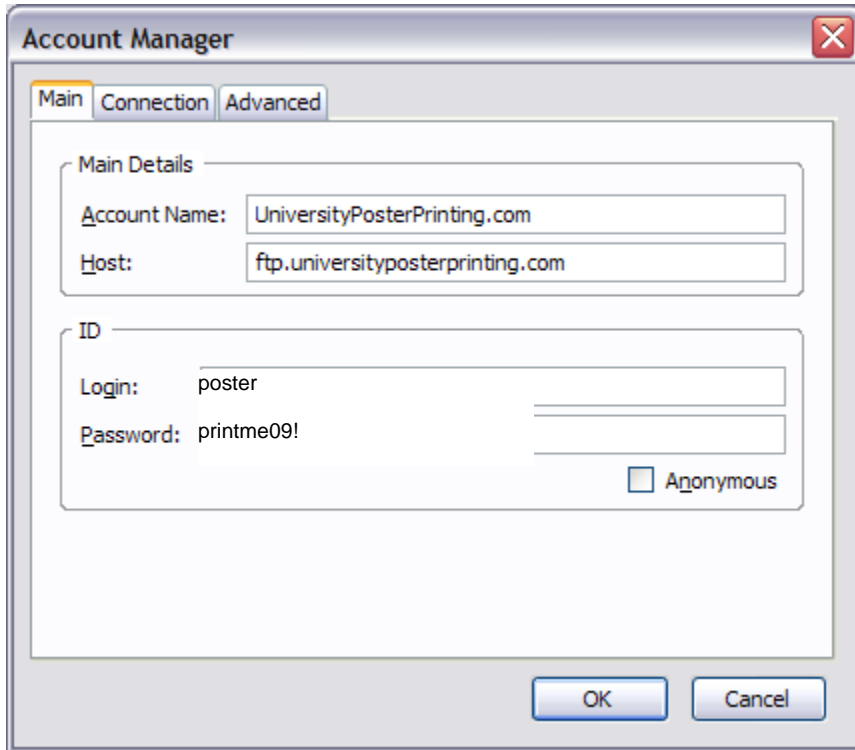 Account Manager
Main Connection Advanced
Main Details
Account Name: UniversityPosterPrinting.com
Host: ftp.universityposterprinting.com
ID
Login: poster
Password: printme09!
Anonymous
OK Cancel